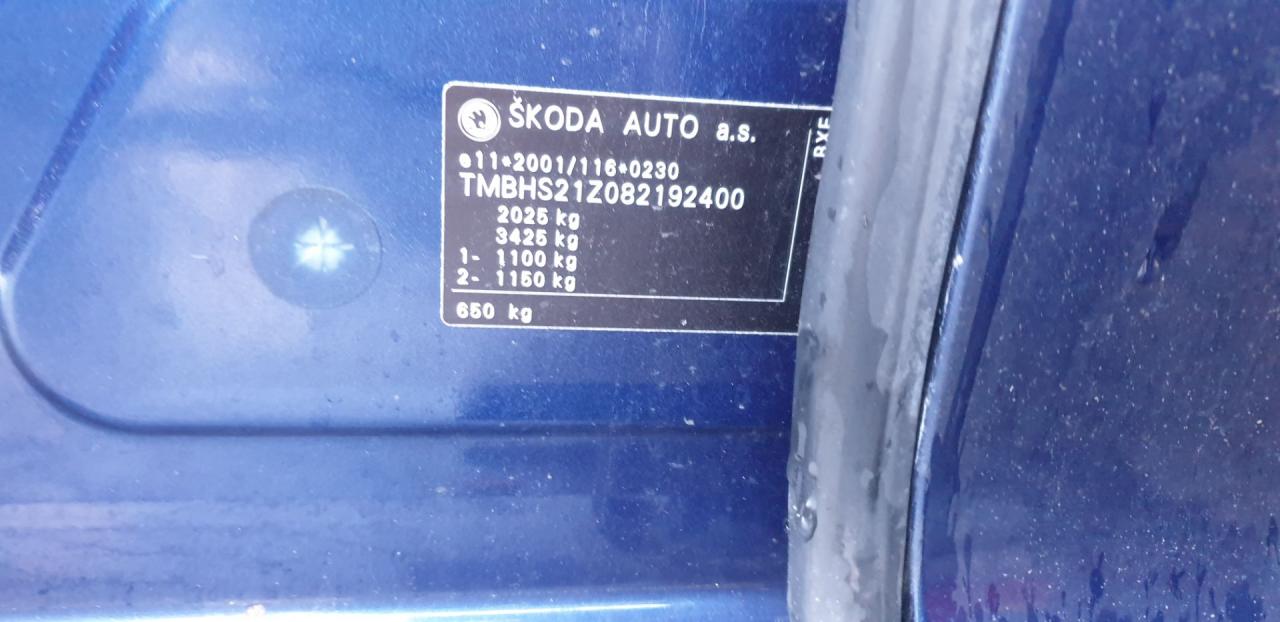 ŠKODA AUTO a.s.
e11*2001/116*0230
TMBHS21Z082192400
2025 kg
3425 kg
1- 1100 kg
2- 1150 kg
650 kg
BXE